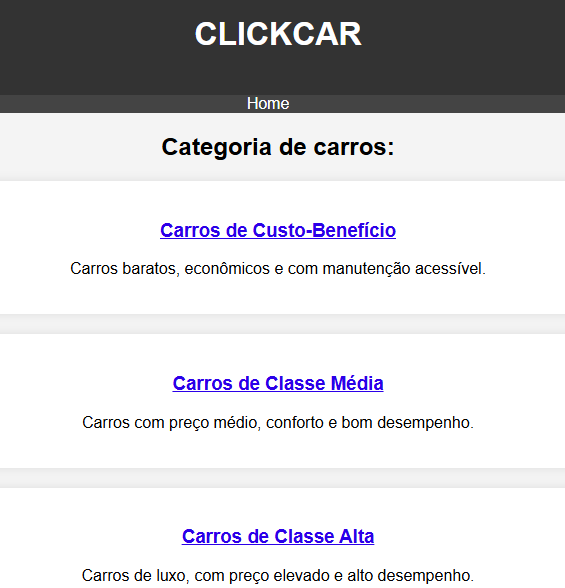 CLICKCAR
Home
Categoria de carros:
Carros de Custo-Benefício
Carros baratos, econômicos e com manutenção acessível.
Carros de Classe Média
Carros com preço médio, conforto e bom desempenho.
Carros de Classe Alta
Carros de luxo, com preço elevado e alto desempenho.